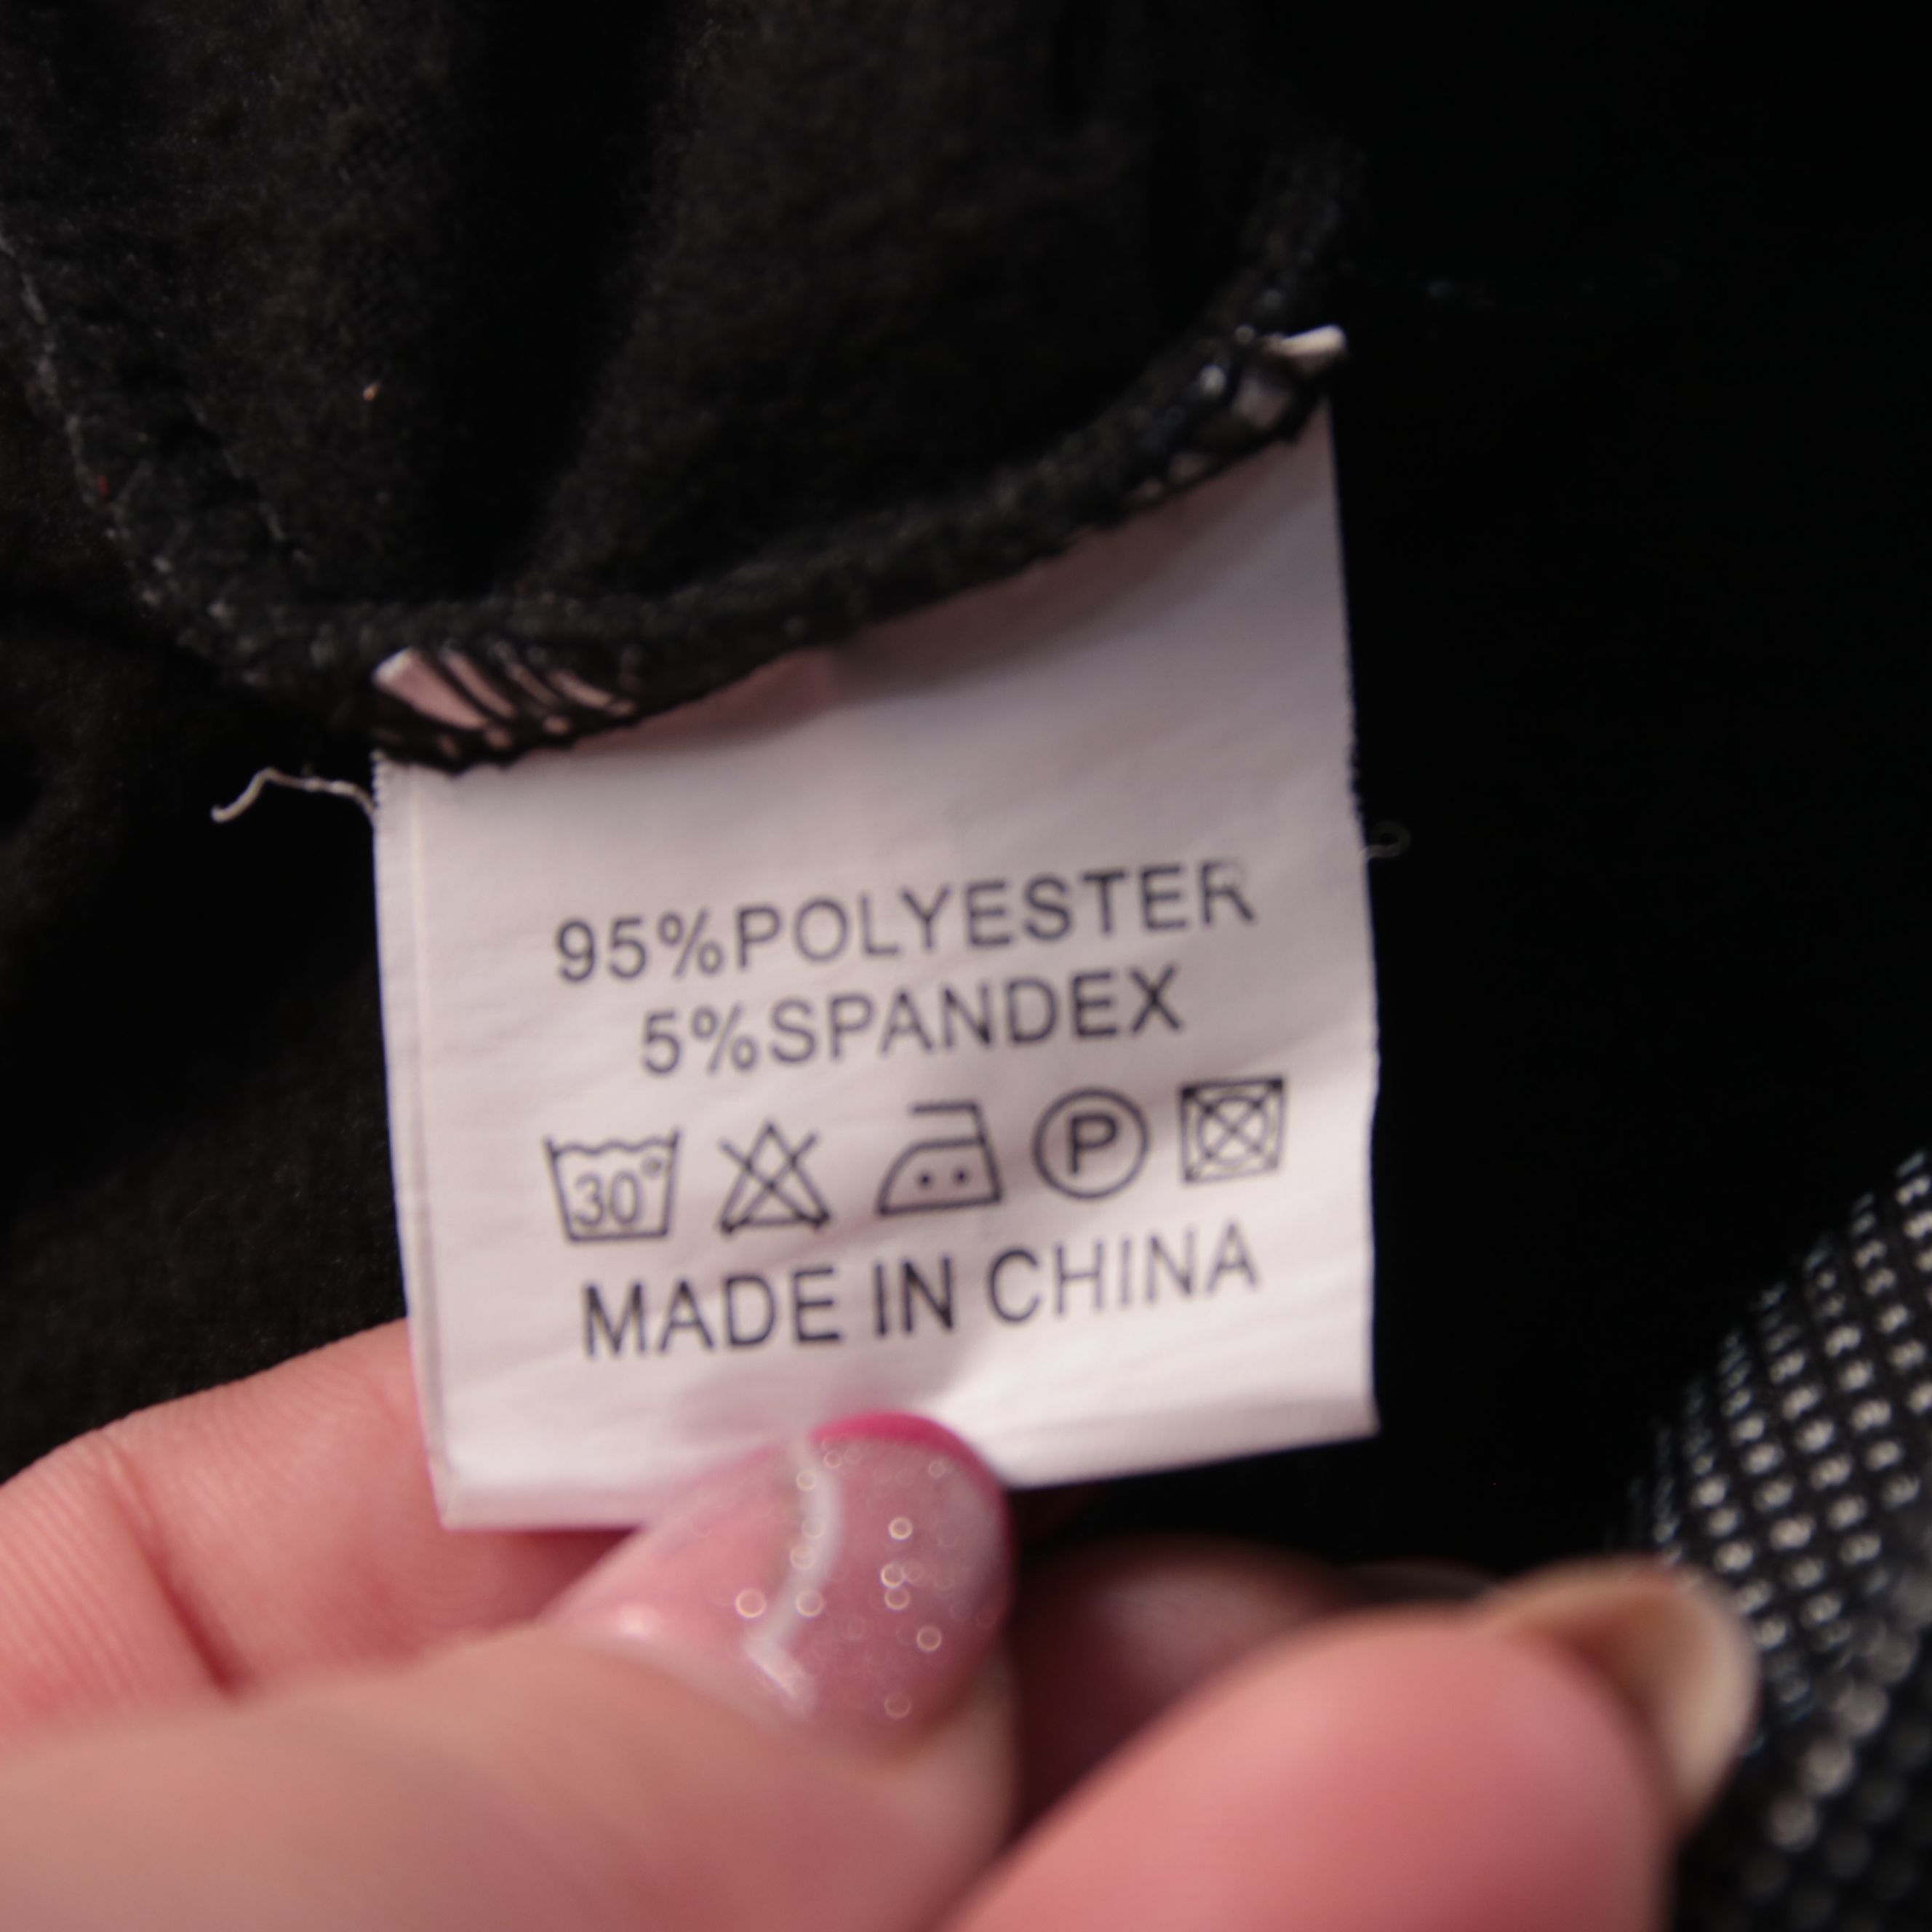 95%POLYESTER
5%SPANDEX
30° P
MADE IN CHINA